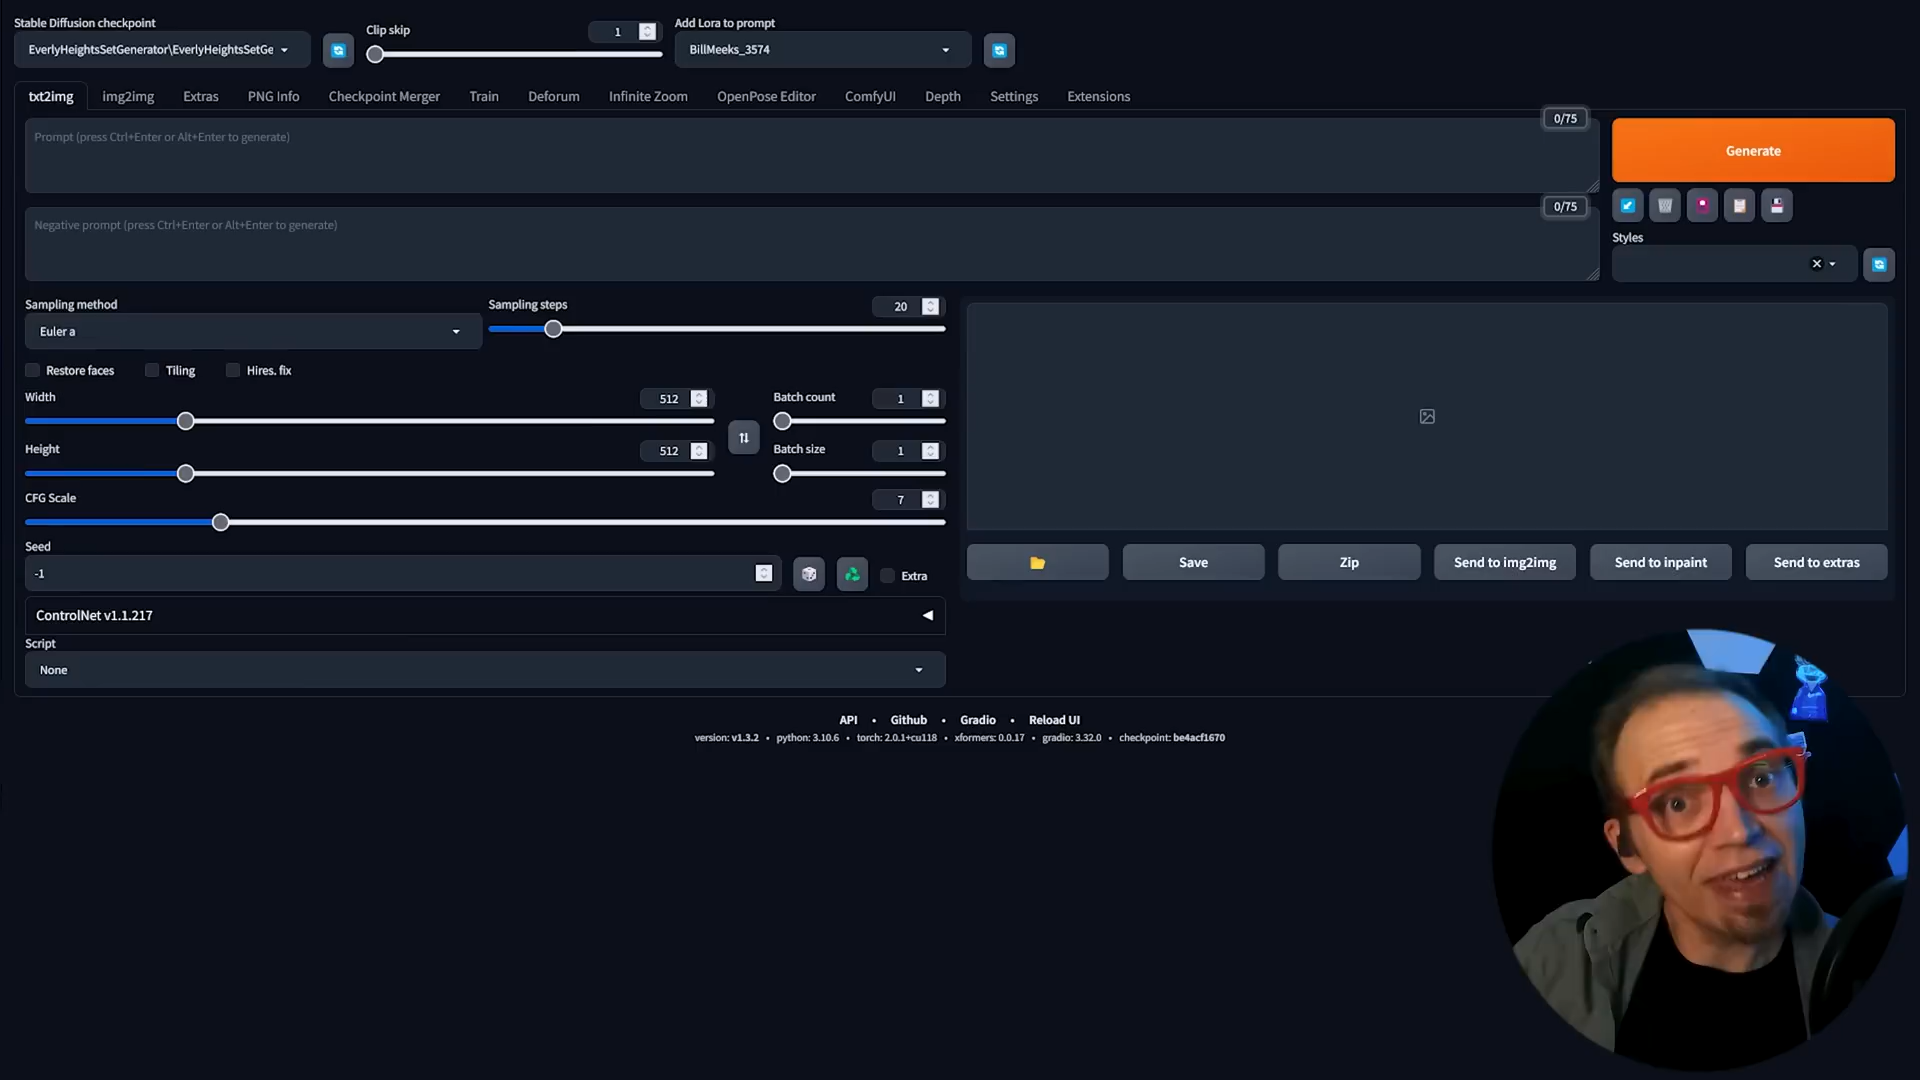 Stable Diffusion checkpoint
EverlyHeightsSetGenerator\EverlyHeightsSetGe
Clip skip
1
Add Lora to prompt
BillMeeks_3574
txt2img img2img Extras PNG Info Checkpoint Merger Train Deforum Infinite Zoom OpenPose Editor ComfyUI Depth Settings Extensions
Prompt (press Ctrl+Enter or Alt+Enter to generate)
0/75
Generate
Negative prompt (press Ctrl+Enter or Alt+Enter to generate)
0/75
Styles
Sampling method
Euler a
Sampling steps
20
Restore faces Tiling Hires. fix
Width
512
Batch count
1
Height
512
Batch size
1
CFG Scale
7
Seed
-1
Extra
Save Zip Send to img2img Send to inpaint Send to extras
ControlNet v1.1.217
Script
None
API • Github • Gradio • Reload UI
version: v1.3.2 • python: 3.10.6 • torch: 2.0.1+cu118 • xformers: 0.0.17 • gradio: 3.32.0 • checkpoint: be4acf1670